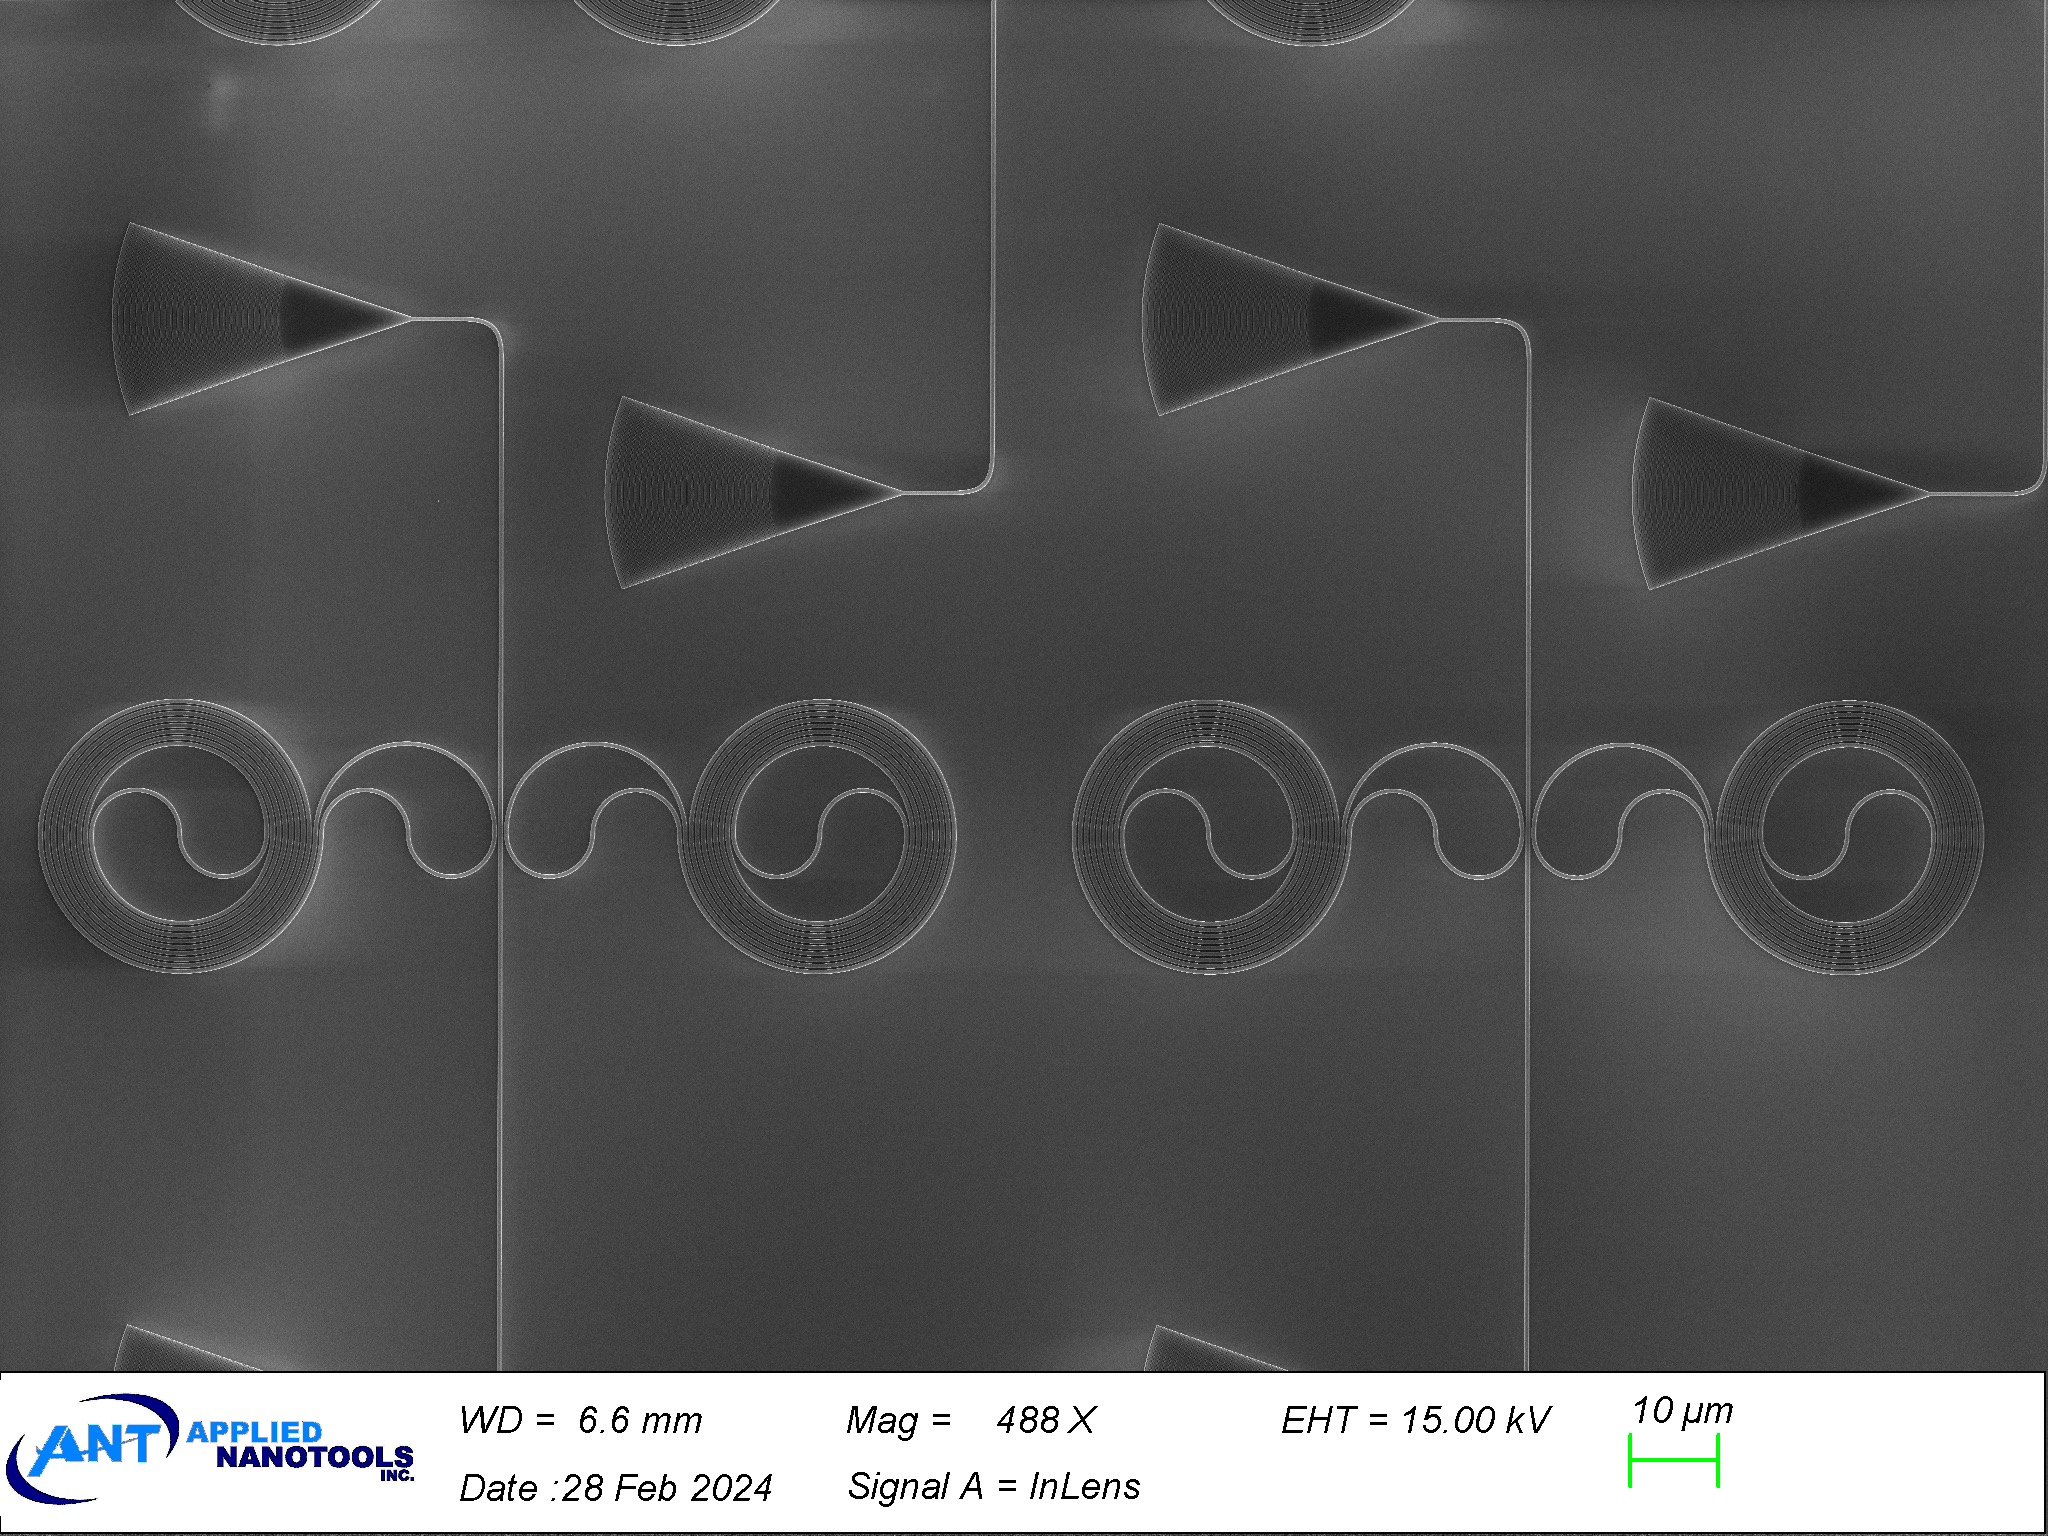 ANT APPLIED
NANOTOOLS
INC.
WD = 6.6 mm Mag = 488 X EHT = 15.00 kV 10 µm
Date :28 Feb 2024 Signal A = InLens